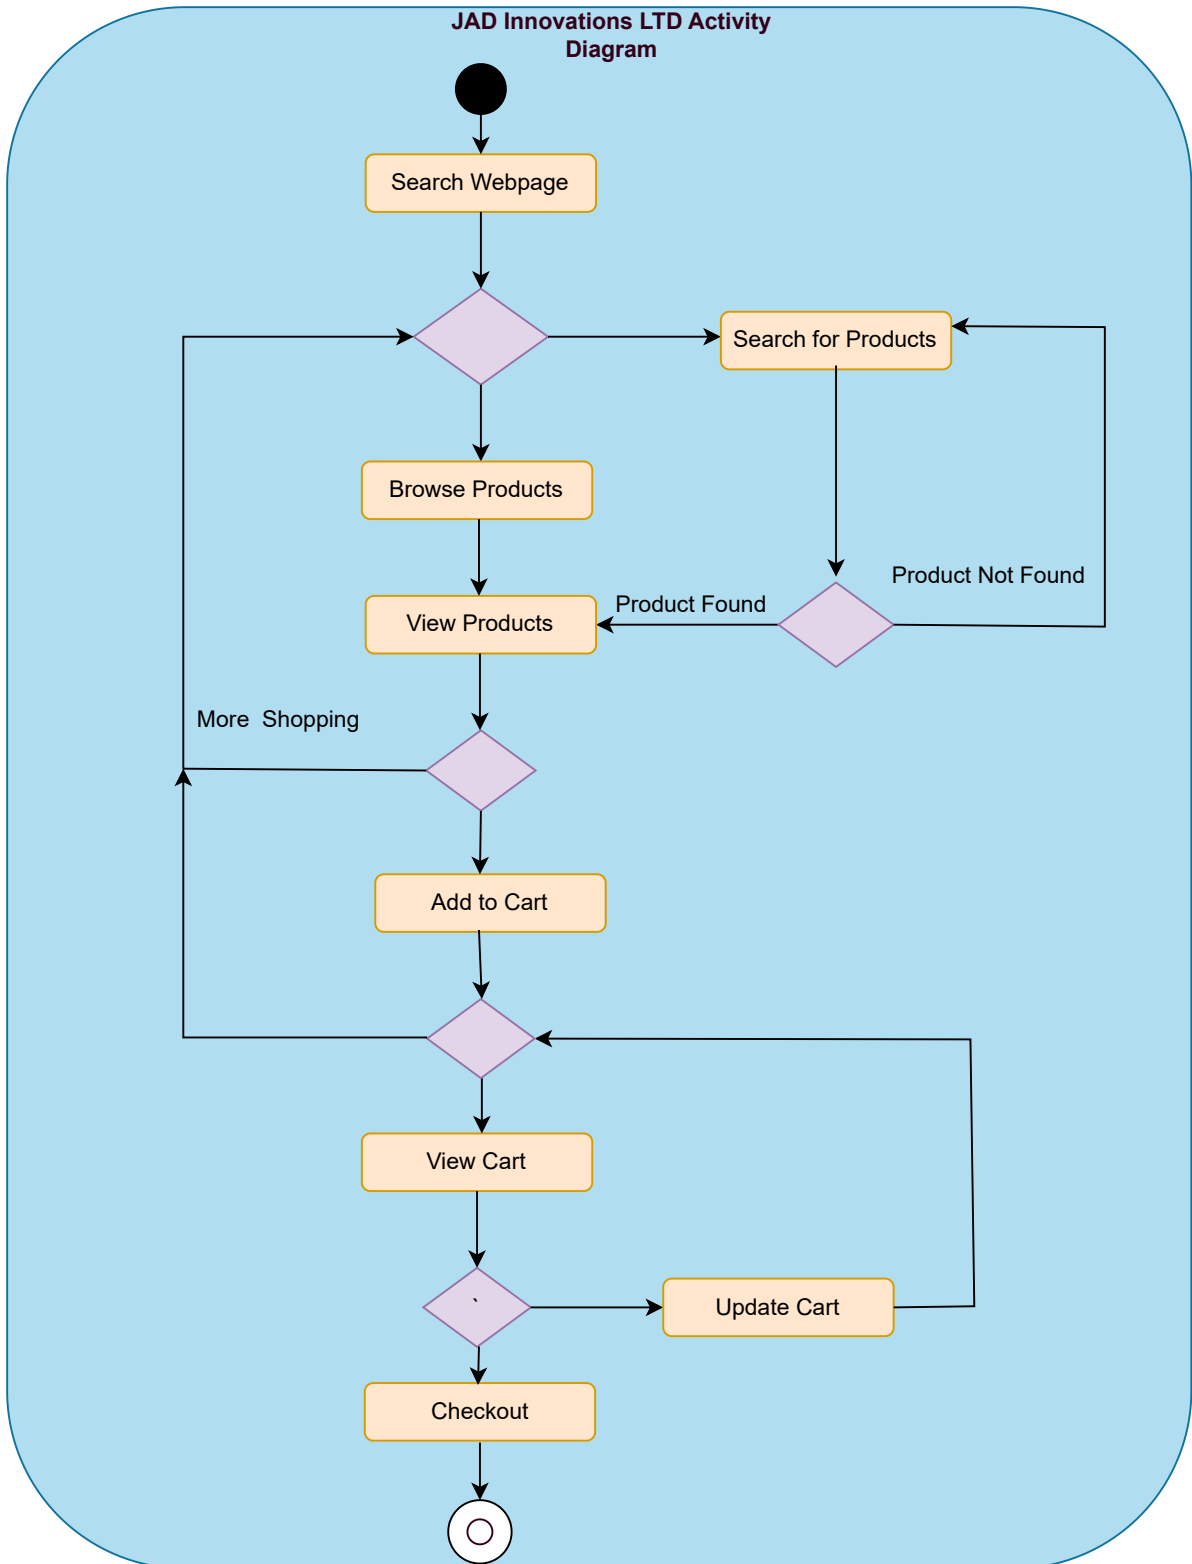 JAD Innovations LTD Activity
Diagram
Search Webpage
Search for Products
Browse Products
Product Not Found
Product Found
View Products
More  Shopping
Add to Cart
View Cart
`
Update Cart
Checkout